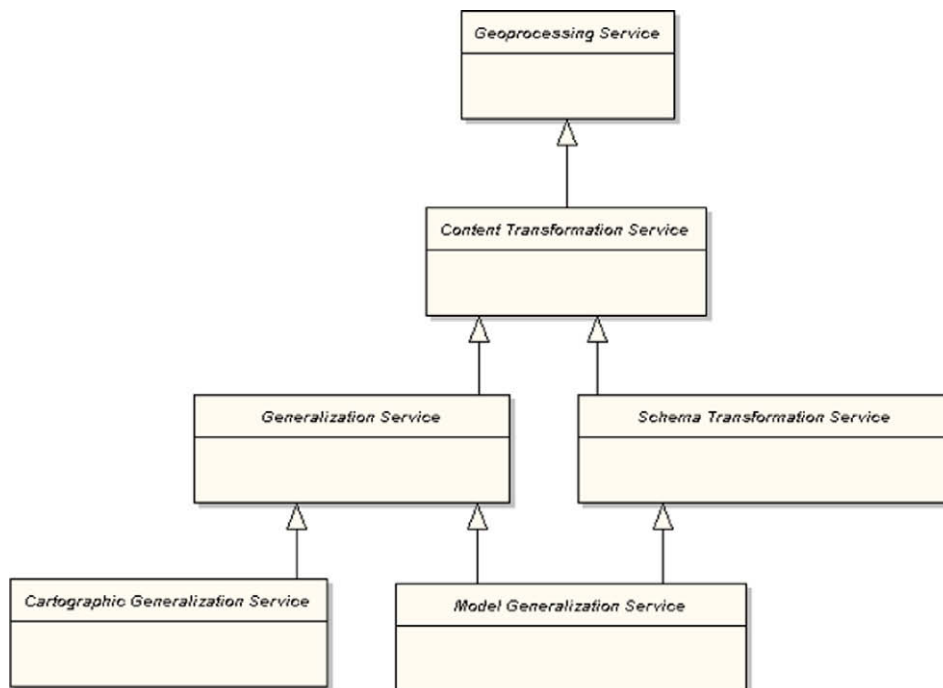 Geoprocessing Service
Content Transformation Service
Generalization Service
Schema Transformation Service
Cartographic Generalization Service
Model Generalization Service